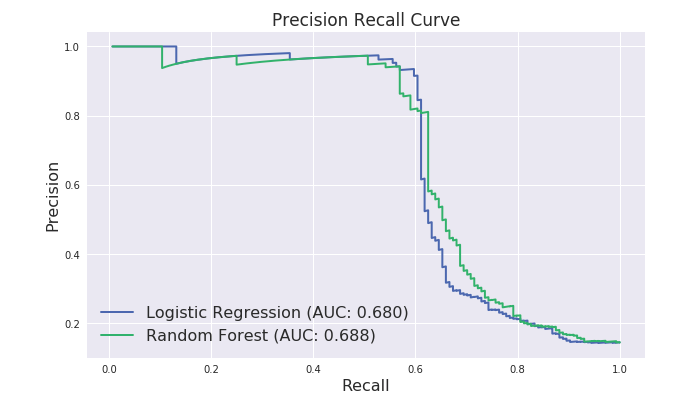 Precision Recall Curve
1.0
0.8
0.6
0.4
0.2
Precision
Logistic Regression (AUC: 0.680)
Random Forest (AUC: 0.688)
0.0
0.2
0.4
0.6
0.8
1.0
Recall